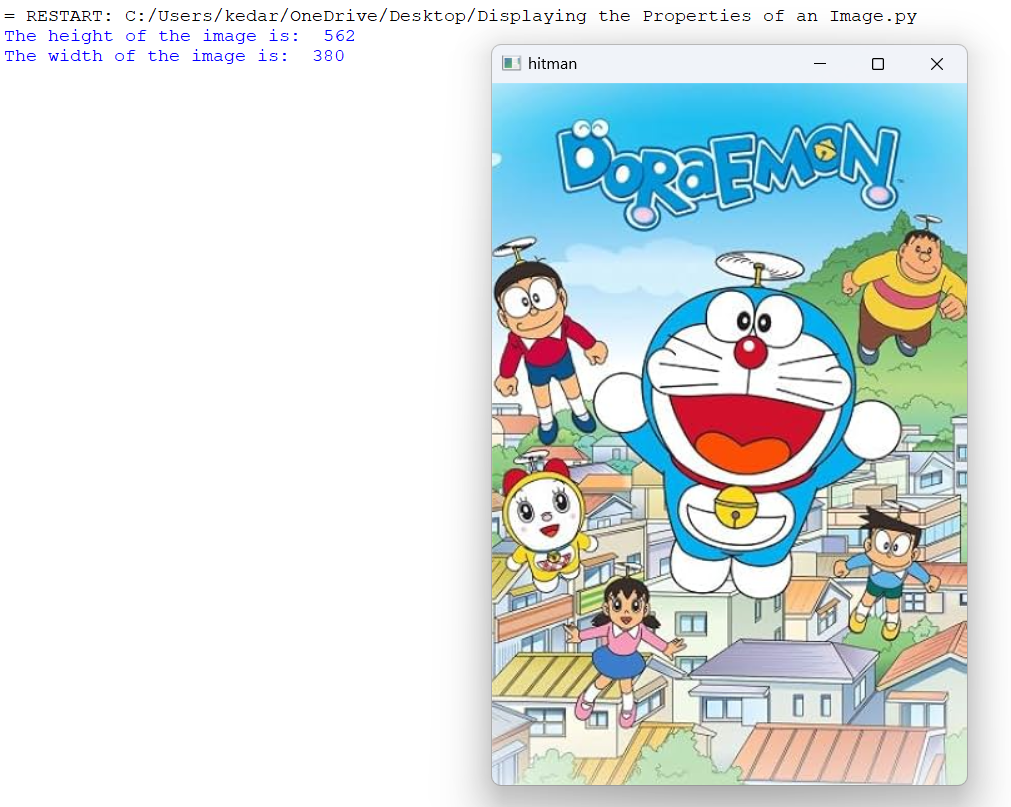 = RESTART: C:/Users/kedar/OneDrive/Desktop/Displaying the Properties of an Image.py
The height of the image is:  562
The width of the image is:  380
hitman
DORAEMON